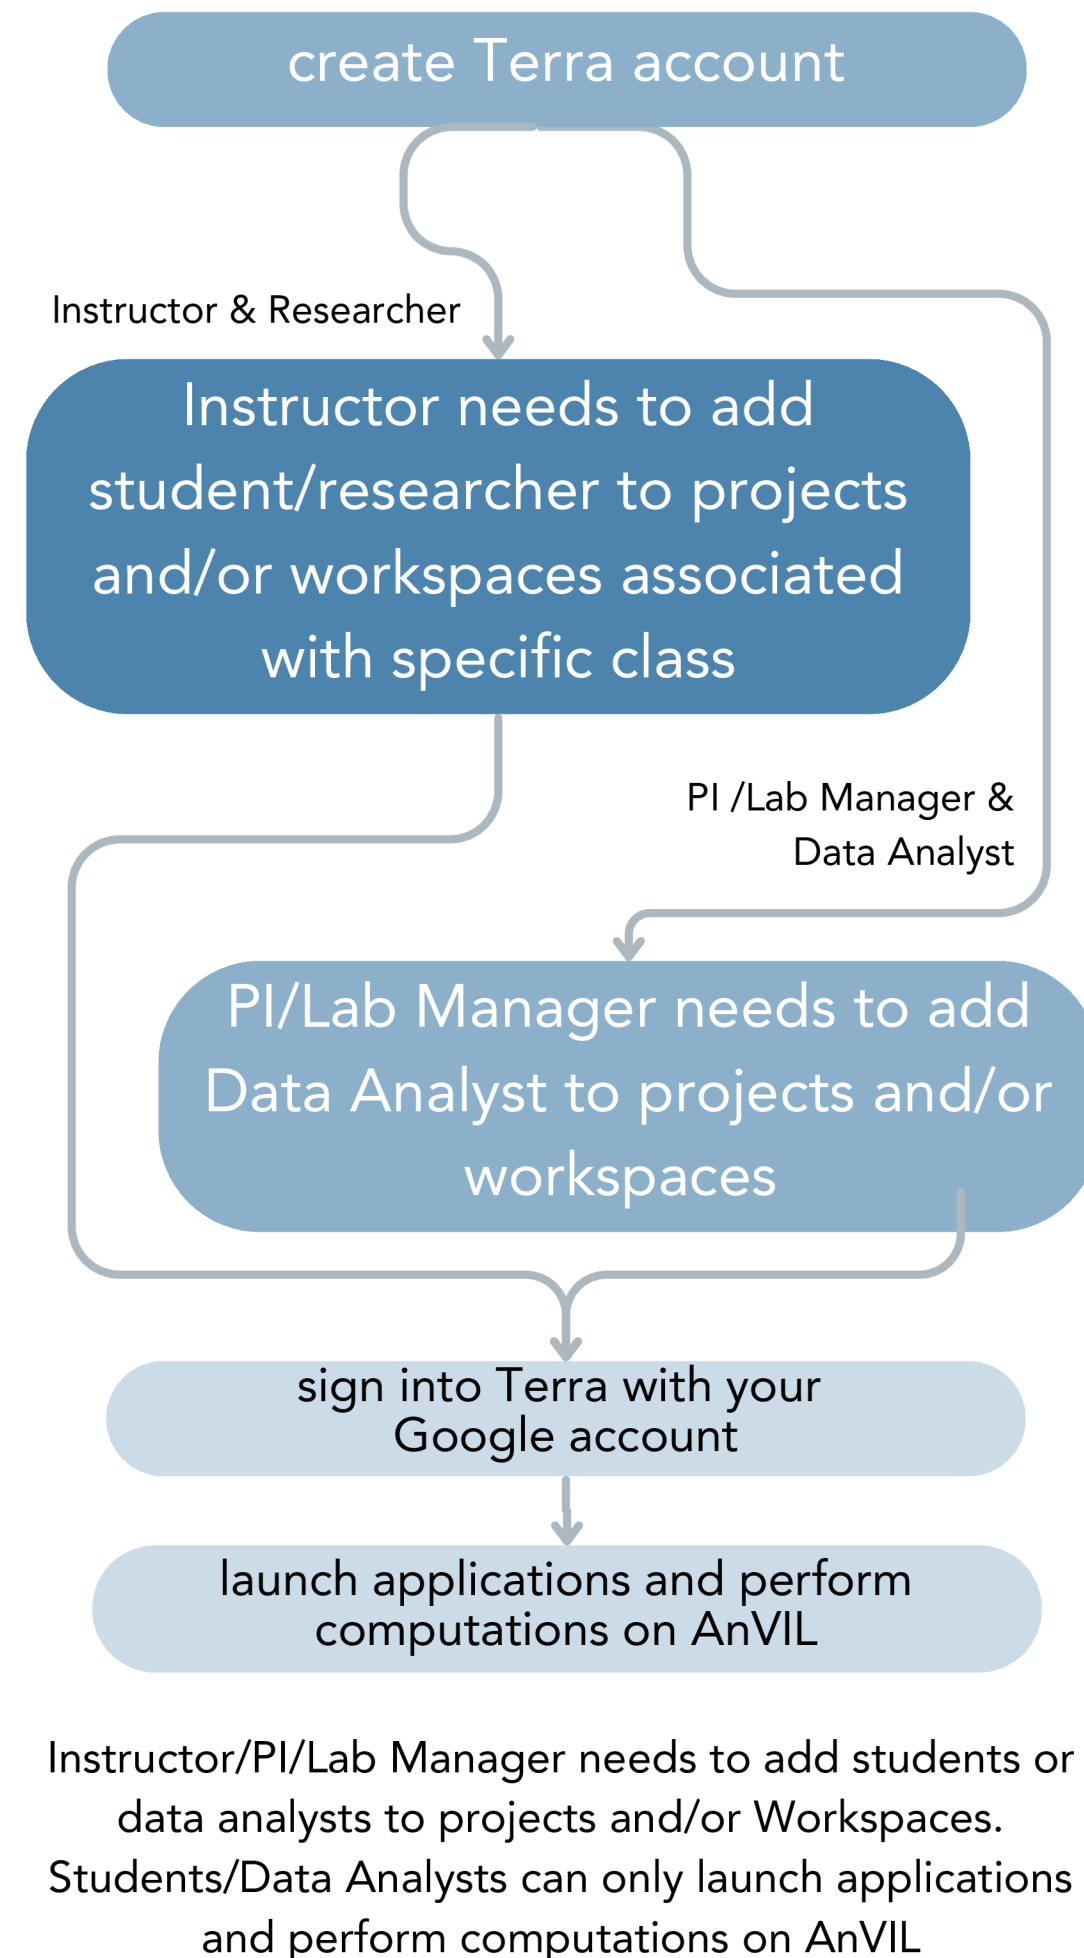 create Terra account
Instructor & Researcher
Instructor needs to add
student/researcher to projects
and/or workspaces associated
with specific class
PI /Lab Manager &
Data Analyst
PI/Lab Manager needs to add
Data Analyst to projects and/or
workspaces
sign into Terra with your
Google account
launch applications and perform
computations on AnVIL
Instructor/PI/Lab Manager needs to add students or
data analysts to projects and/or Workspaces.
Students/Data Analysts can only launch applications
and perform computations on AnVIL